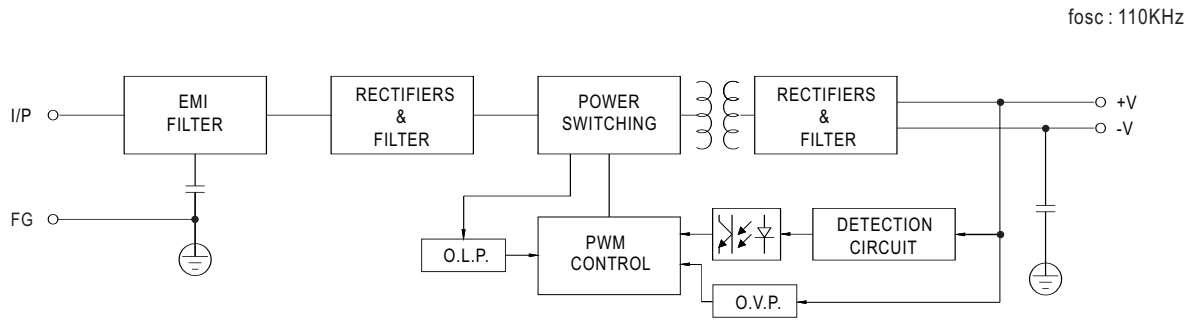 fosc : 110KHz
I/P
EMI
FILTER
RECTIFIERS
&
FILTER
POWER
SWITCHING
RECTIFIERS
&
FILTER
+V
-V
FG
O.L.P.
PWM
CONTROL
DETECTION
CIRCUIT
O.V.P.